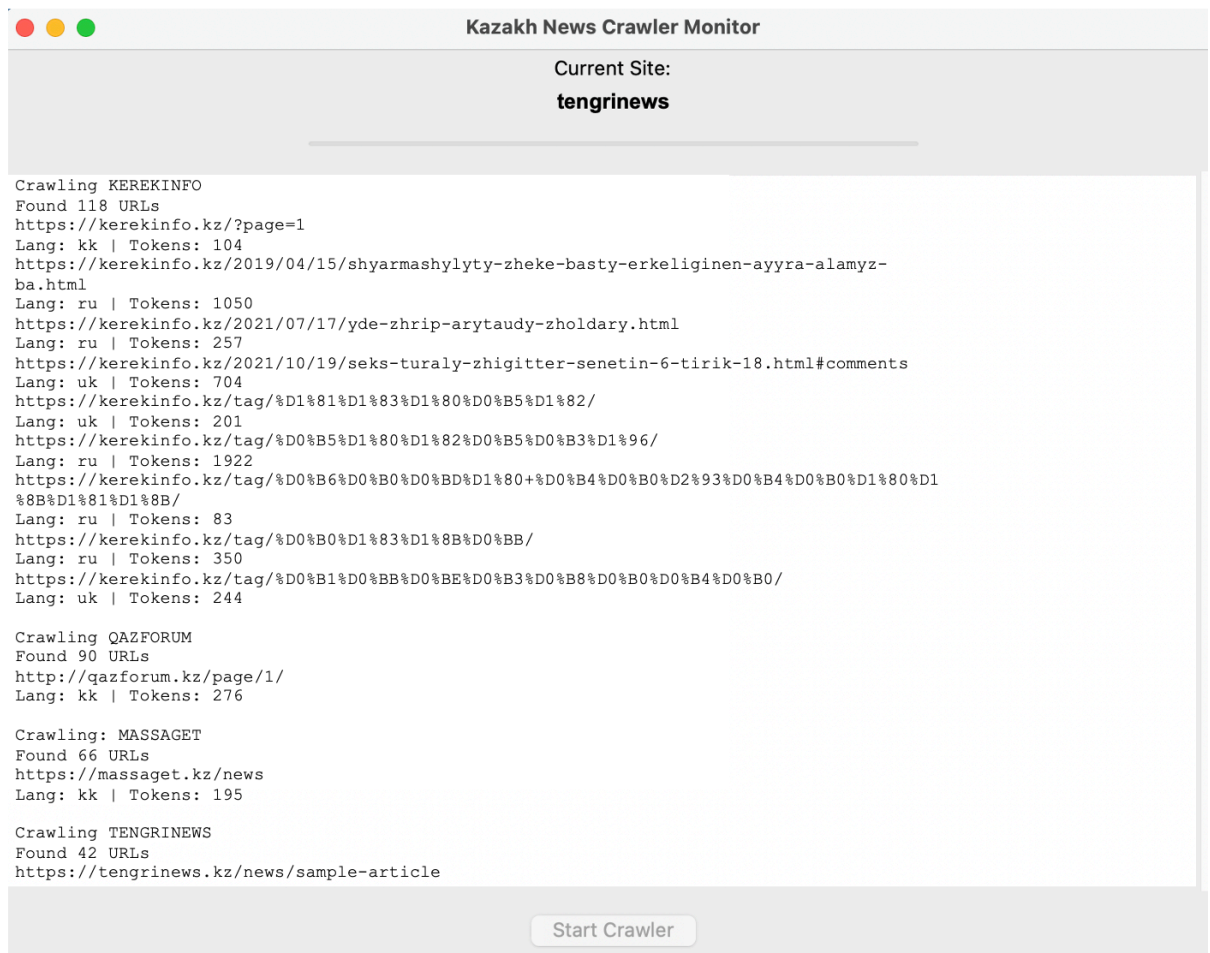 Kazakh News Crawler Monitor
Current Site:
tengrinews
Crawling KEREKINFO
Found 118 URLs
https://kerekinfo.kz/?page=1
Lang: kk | Tokens: 104
https://kerekinfo.kz/2019/04/15/shyarmashylyty-zheke-basty-erkeliginen-ayyra-alamyz-
ba.html
Lang: ru | Tokens: 1050
https://kerekinfo.kz/2021/07/17/yde-zhrip-arytaudy-zholdary.html
Lang: ru | Tokens: 257
https://kerekinfo.kz/2021/10/19/seks-turaly-zhigitter-senetin-6-tirik-18.html#comments
Lang: uk | Tokens: 704
https://kerekinfo.kz/tag/%D1%81%D1%83%D1%80%D0%B5%D1%82/
Lang: uk | Tokens: 201
https://kerekinfo.kz/tag/%D0%B5%D1%80%D1%82%D0%B5%D0%B3%D1%96/
Lang: ru | Tokens: 1922
https://kerekinfo.kz/tag/%D0%B6%D0%B0%D0%BD%D1%80+%D0%B4%D0%B0%D2%93%D0%B4%D0%B0%D1%80%D1
%8B%D1%81%D1%8B/
Lang: ru | Tokens: 83
https://kerekinfo.kz/tag/%D0%B0%D1%83%D1%8B%D0%BB/
Lang: ru | Tokens: 350
https://kerekinfo.kz/tag/%D0%B1%D0%BB%D0%BE%D0%B3%D0%B8%D0%B0%D0%B4%D0%B0/
Lang: uk | Tokens: 244
Crawling QAZFORUM
Found 90 URLs
http://qazforum.kz/page/1/
Lang: kk | Tokens: 276
Crawling: MASSAGET
Found 66 URLs
https://massaget.kz/news
Lang: kk | Tokens: 195
Crawling TENGRINEWS
Found 42 URLs
https://tengrinews.kz/news/sample-article
Start Crawler